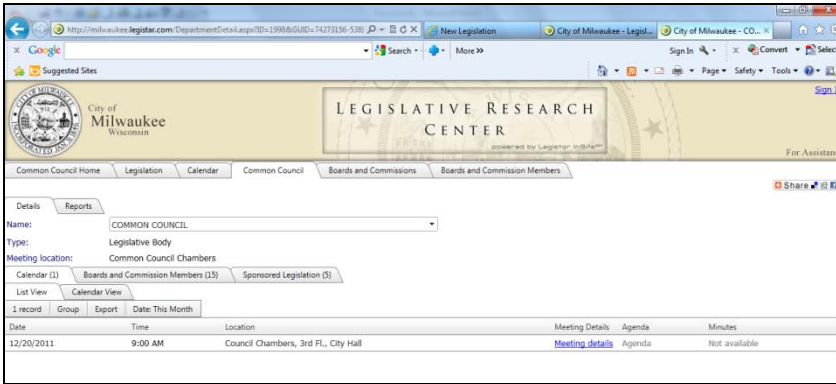 http://milwaukee.legistar.com/DepartmentDetail.aspx?ID=1998&GUID=74273156-538
New Legislation
City of Milwaukee - Legisl...
City of Milwaukee - CO...
x Google
Search
More >>
Sign In
x Convert
Selec
Suggested Sites
Page
Safety
Tools
City of
Milwaukee
Wisconsin
LEGISLATIVE RESEARCH
CENTER
powered by Legistar InSite
Sign
For Assistan
Common Council Home
Legislation
Calendar
Common Council
Boards and Commissions
Boards and Commission Members
Share
Details
Reports
Name:
COMMON COUNCIL
Type:
Legislative Body
Meeting location:
Common Council Chambers
Calendar (1)
Boards and Commission Members (15)
Sponsored Legislation (5)
List View
Calendar View
1 record
Group
Export
Date: This Month
Date
Time
Location
Meeting Details
Agenda
Minutes
12/20/2011
9:00 AM
Council Chambers, 3rd Fl., City Hall
Meeting details
Agenda
Not available